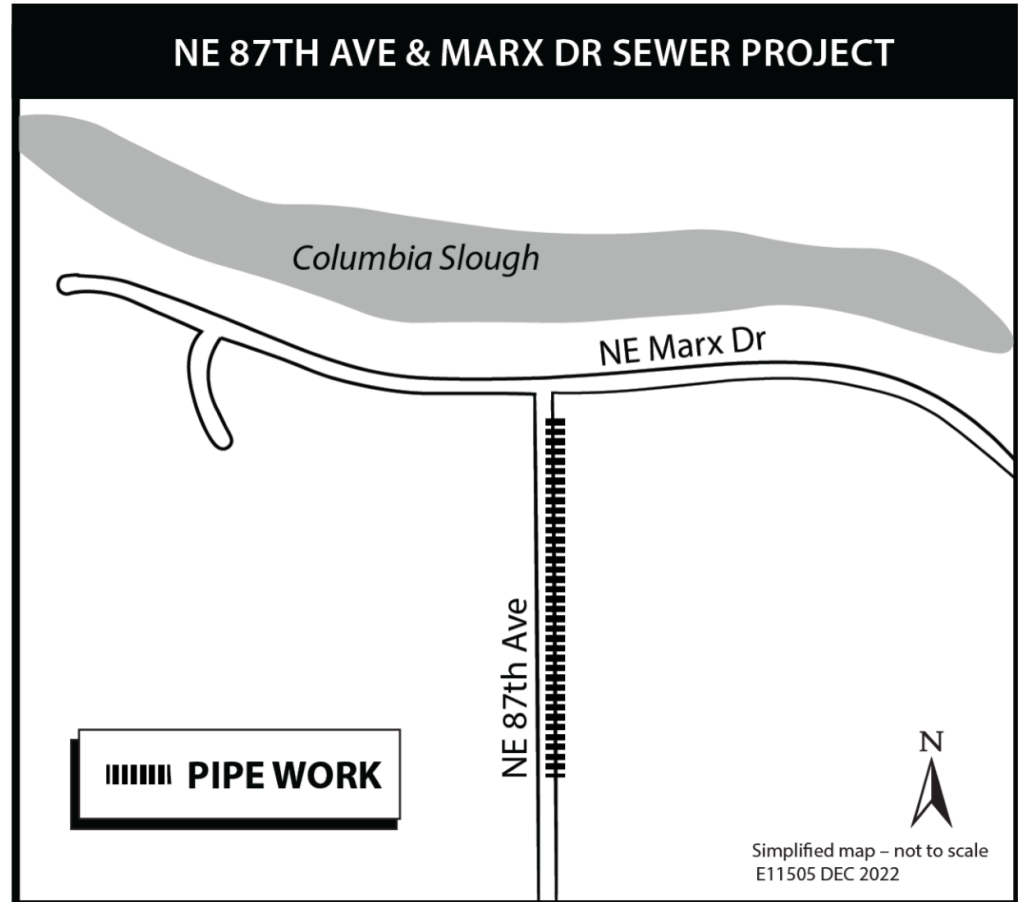 NE 87TH AVE & MARX DR SEWER PROJECT
Columbia Slough
NE Marx Dr
NE 87th Ave
PIPE WORK
N
Simplified map – not to scale
E11505 DEC 2022